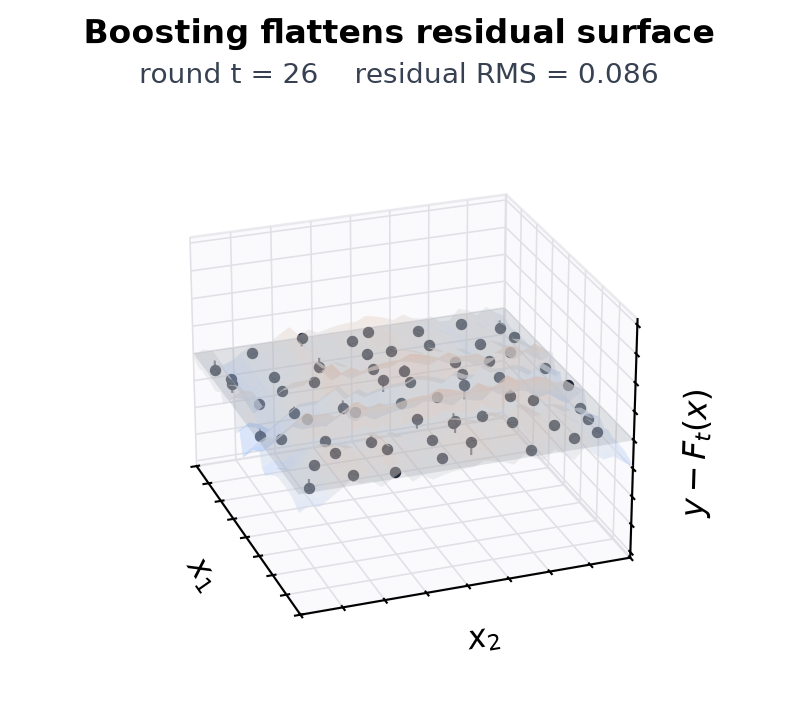 Boosting flattens residual surface
round t = 26 residual RMS = 0.086
y − Fₜ(x)
x₁
x₂